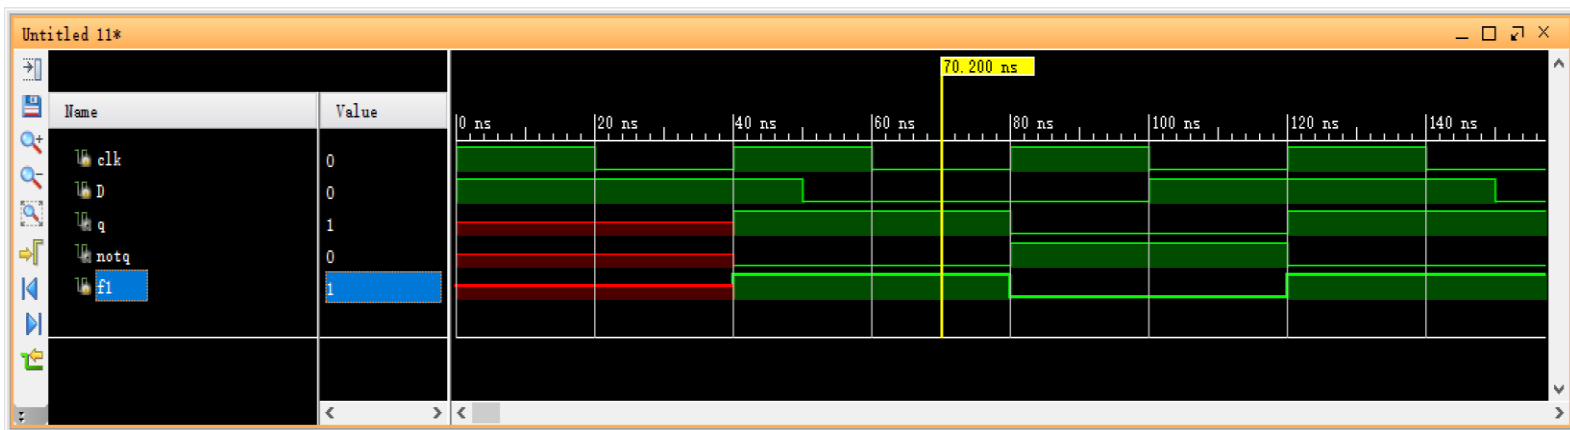 Untitled 11*
70.200 ns
Name Value
0 ns 20 ns 40 ns 60 ns 80 ns 100 ns 120 ns 140 ns
clk 0
D 0
q 1
notq 0
f1 1